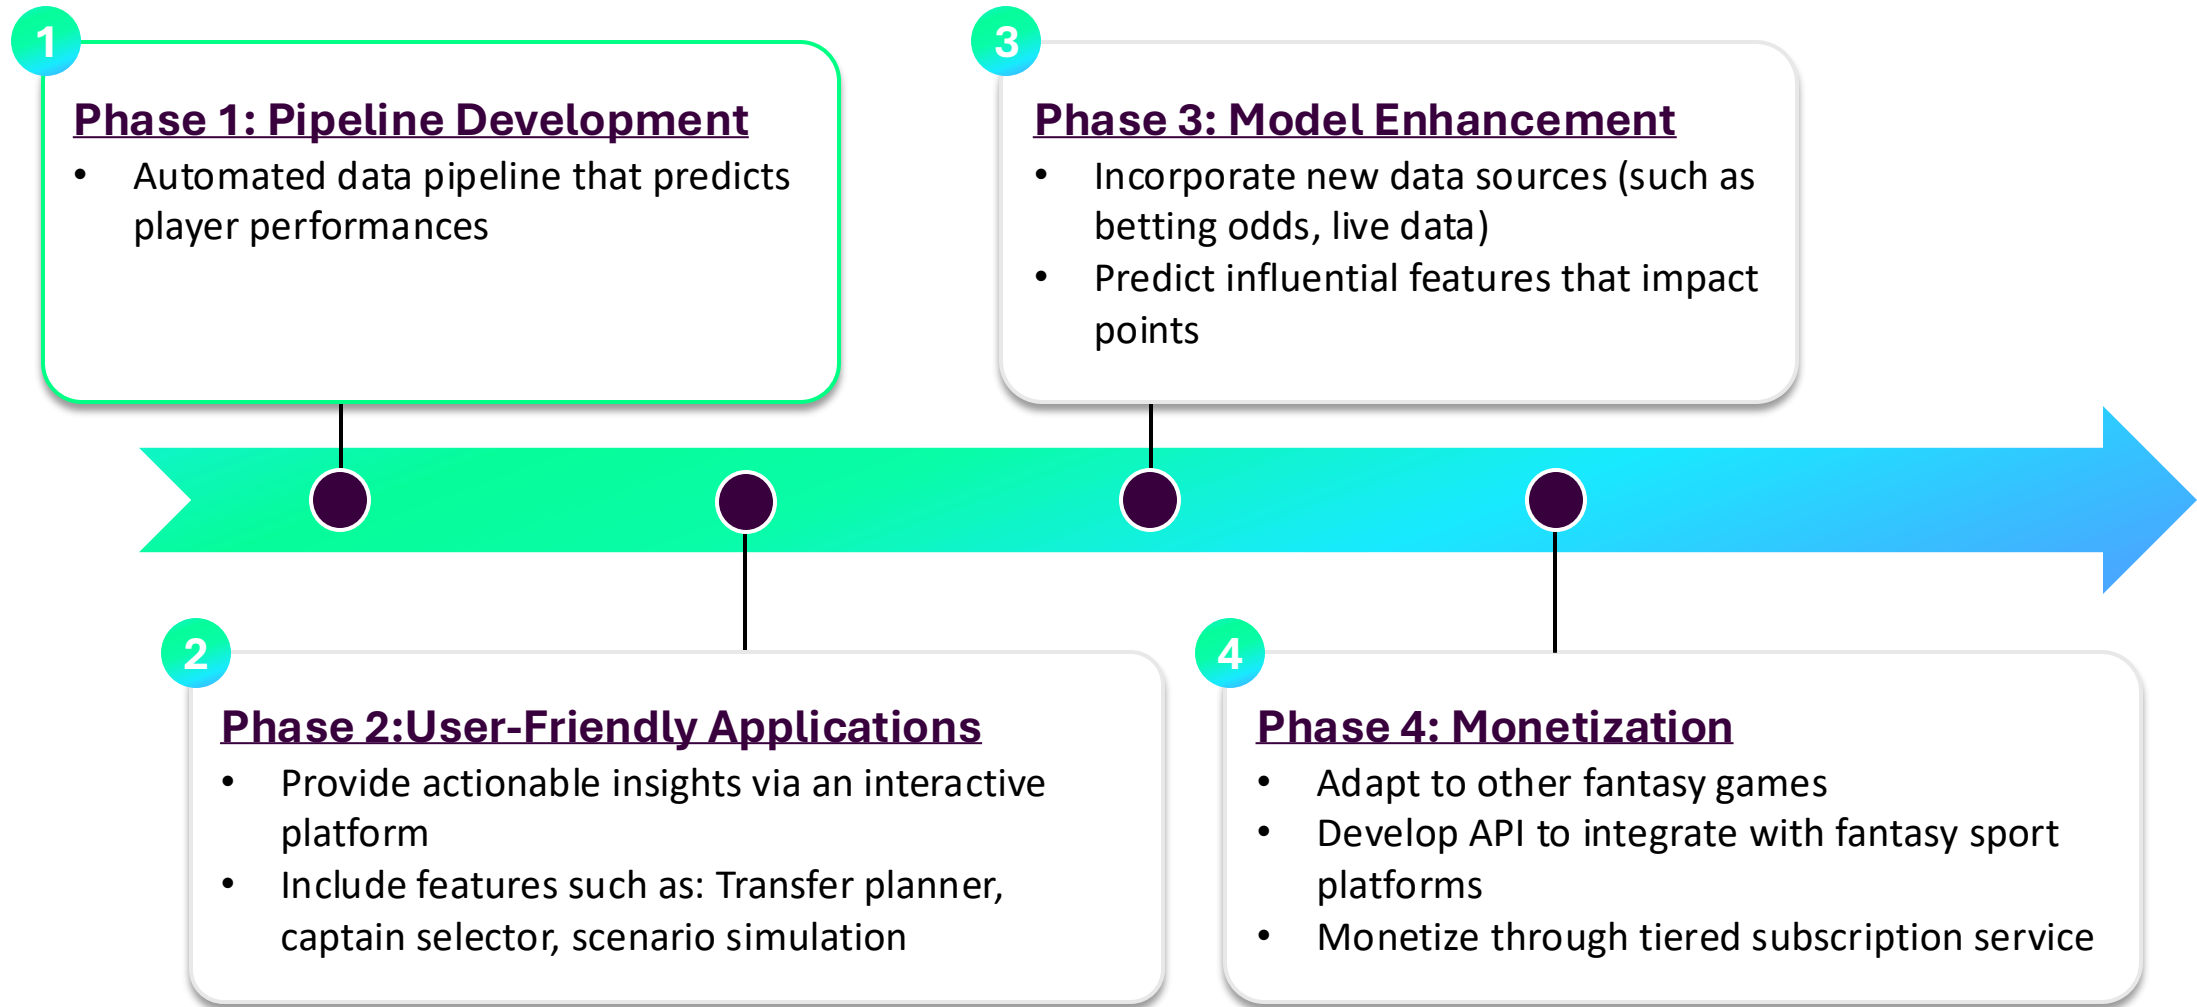 1
Phase 1: Pipeline Development
• Automated data pipeline that predicts
player performances
2
Phase 2:User-Friendly Applications
• Provide actionable insights via an interactive
platform
• Include features such as: Transfer planner,
captain selector, scenario simulation
3
Phase 3: Model Enhancement
• Incorporate new data sources (such as
betting odds, live data)
• Predict influential features that impact
points
4
Phase 4: Monetization
• Adapt to other fantasy games
• Develop API to integrate with fantasy sport
platforms
• Monetize through tiered subscription service